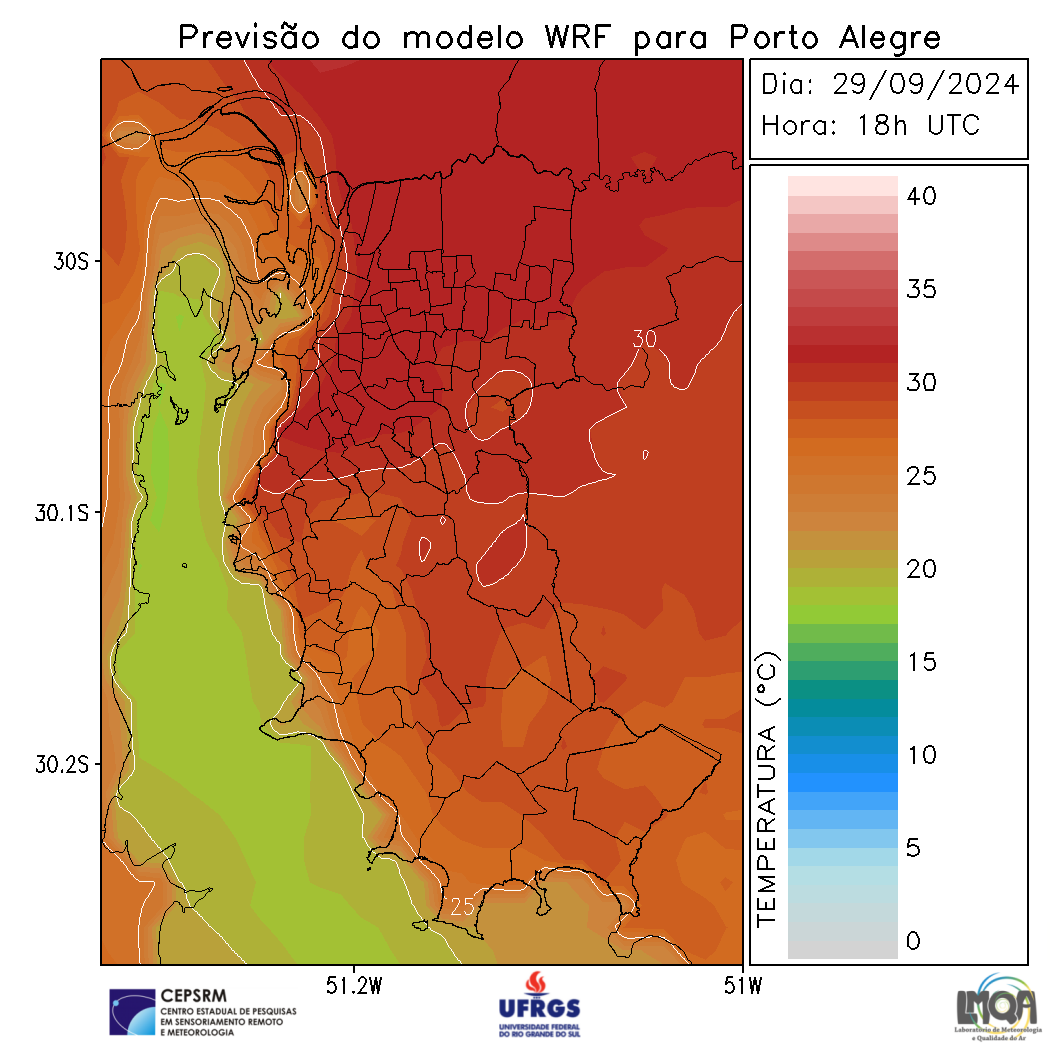 Previsão do modelo WRF para Porto Alegre
Dia: 29/09/2024
Hora: 18h UTC
30S
30.1S
30.2S
51.2W
51W
30
25
TEMPERATURA (°C)
40
35
30
25
20
15
10
5
0
CEPSRM
CENTRO ESTADUAL DE PESQUISAS
EM SENSORIAMENTO REMOTO
E METEOROLOGIA
UFRGS
UNIVERSIDADE FEDERAL
DO RIO GRANDE DO SUL
LMQA
Laboratório de Meteorologia
e Qualidade do Ar